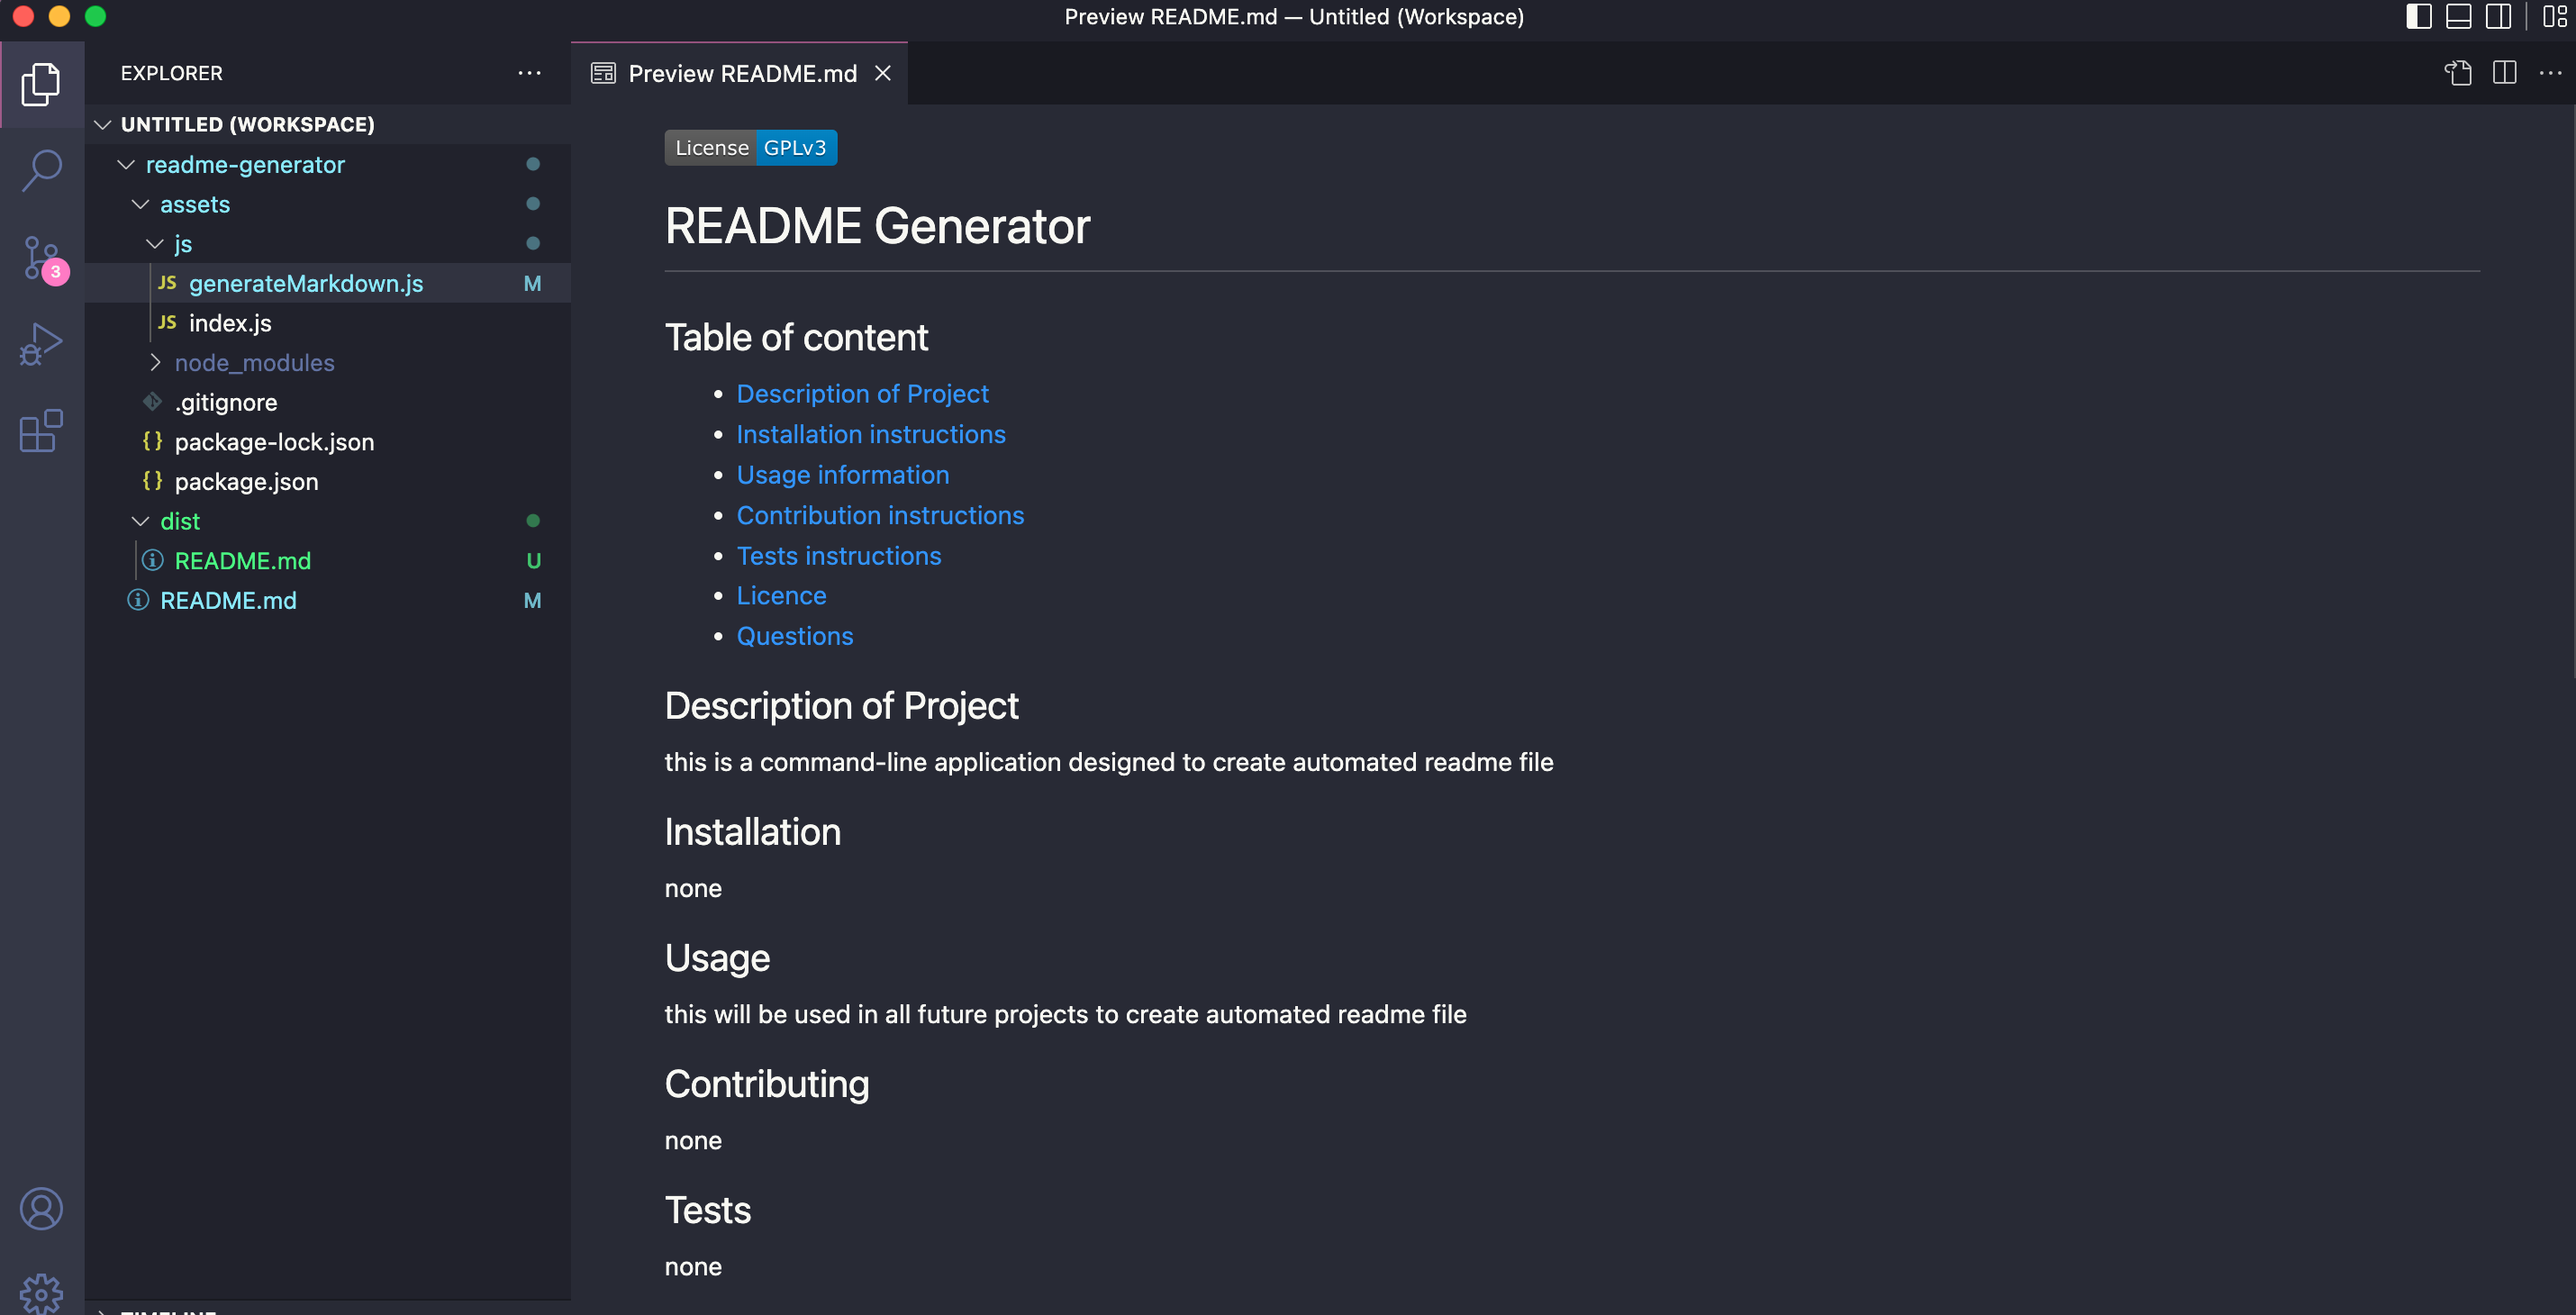 Preview README.md — Untitled (Workspace)
EXPLORER
UNTITLED (WORKSPACE)
readme-generator
assets
js
JS generateMarkdown.js M
JS index.js
node_modules
.gitignore
{} package-lock.json
{} package.json
dist
README.md U
README.md M
3
TIMELINE
Preview README.md
License GPLv3
README Generator
Table of content
• Description of Project
• Installation instructions
• Usage information
• Contribution instructions
• Tests instructions
• Licence
• Questions
Description of Project
this is a command-line application designed to create automated readme file
Installation
none
Usage
this will be used in all future projects to create automated readme file
Contributing
none
Tests
none